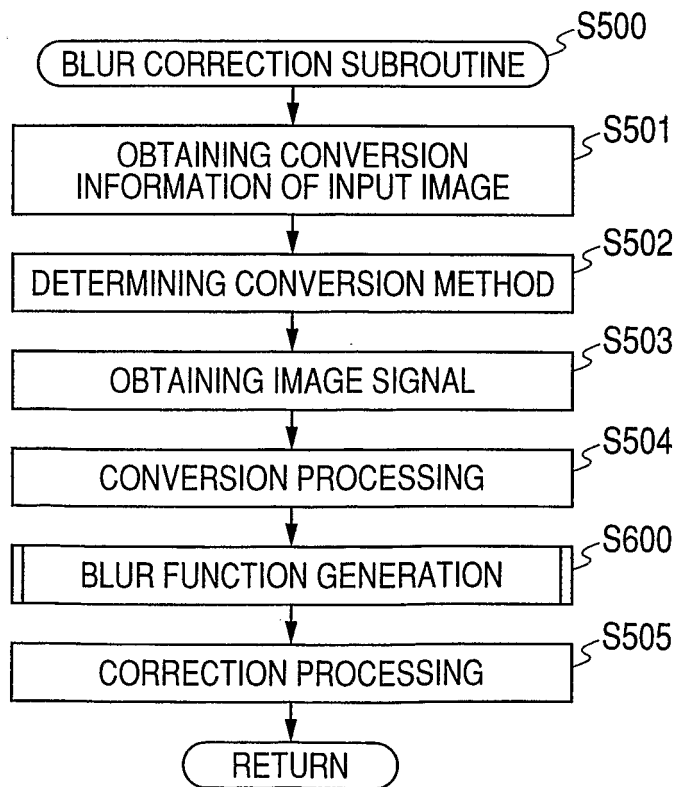 S500
BLUR CORRECTION SUBROUTINE
S501
OBTAINING CONVERSION
INFORMATION OF INPUT IMAGE
S502
DETERMINING CONVERSION METHOD
S503
OBTAINING IMAGE SIGNAL
S504
CONVERSION PROCESSING
S600
BLUR FUNCTION GENERATION
S505
CORRECTION PROCESSING
RETURN